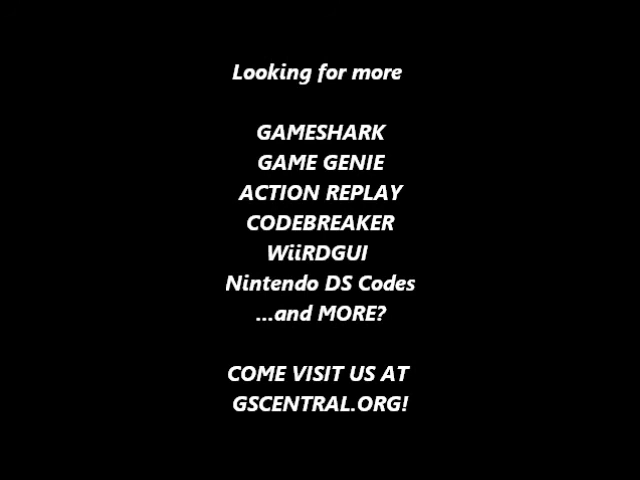 Looking for more
GAMESHARK
GAME GENIE
ACTION REPLAY
CODEBREAKER
WiiRDGUI
Nintendo DS Codes
...and MORE?
COME VISIT US AT
GSCENTRAL.ORG!